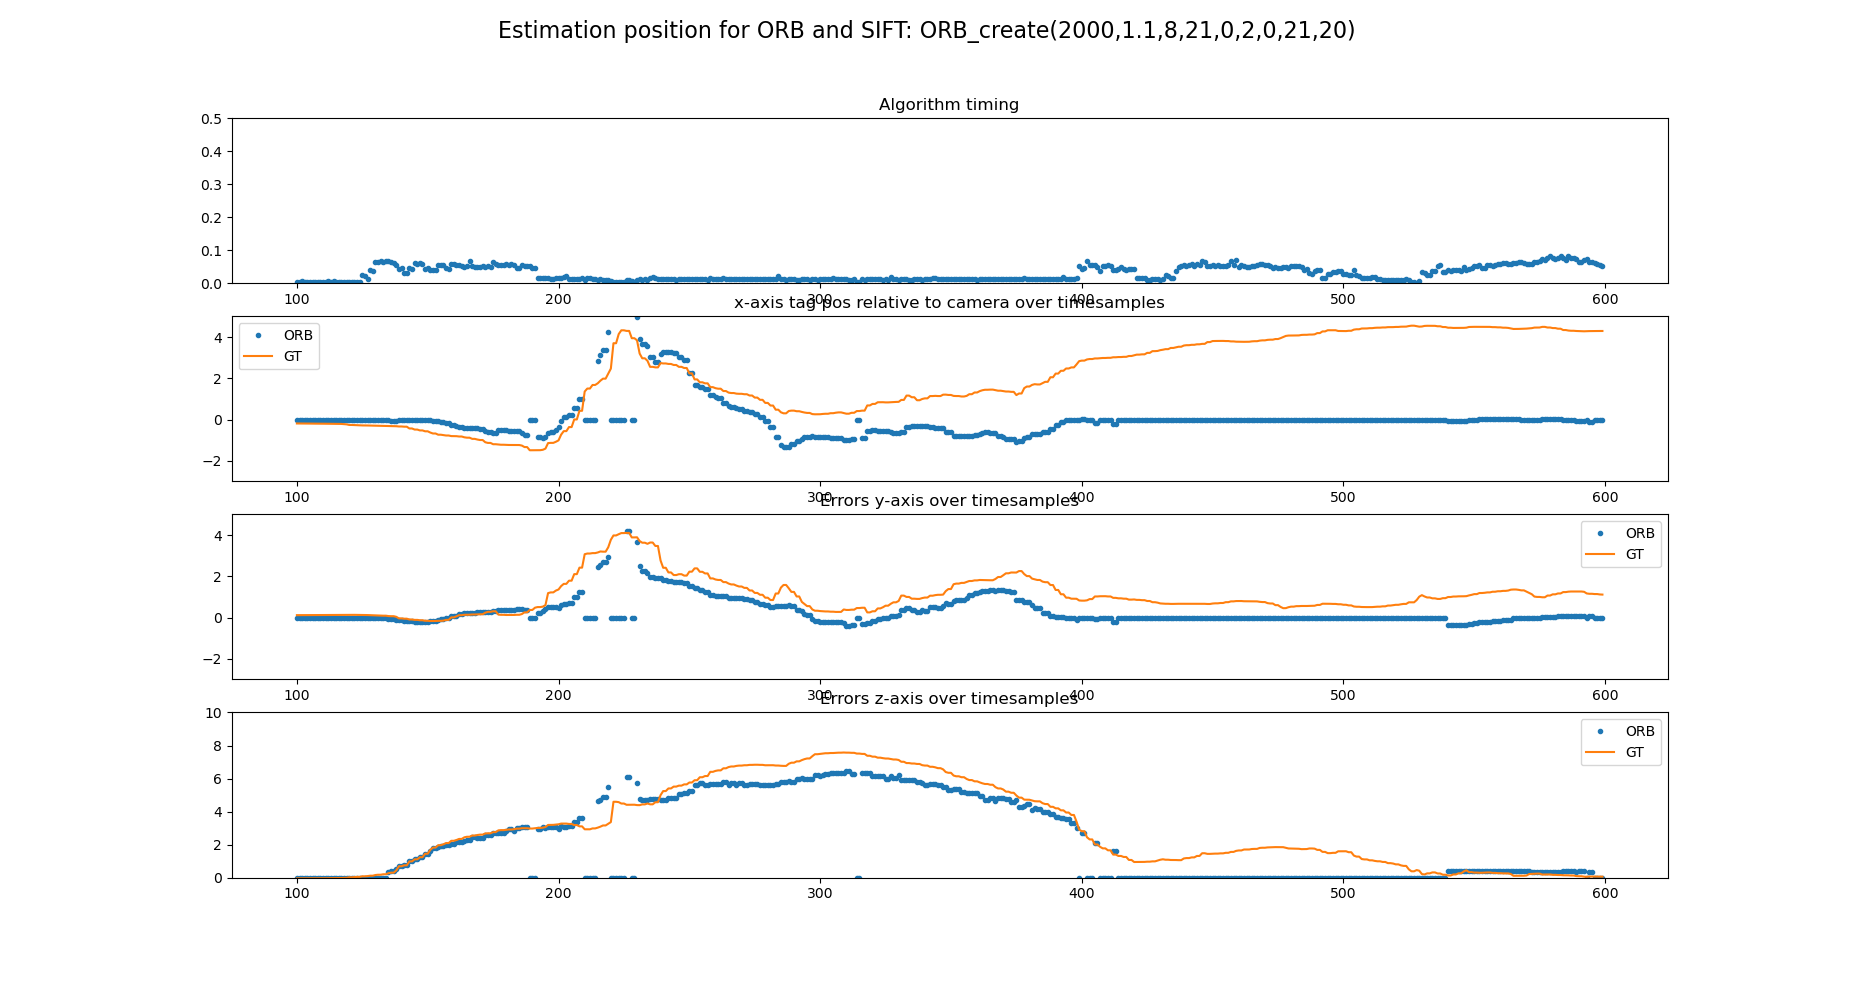 Estimation position for ORB and SIFT: ORB_create(2000,1.1,8,21,0,2,0,21,20)
Algorithm timing
0.5
0.4
0.3
0.2
0.1
0.0
100 200 300 400 500 600
x-axis tag pos relative to camera over timesamples
ORB
GT
4
2
0
−2
100 200 300 400 500 600
Errors y-axis over timesamples
ORB
GT
4
2
0
−2
100 200 300 400 500 600
Errors z-axis over timesamples
ORB
GT
10
8
6
4
2
0
100 200 300 400 500 600